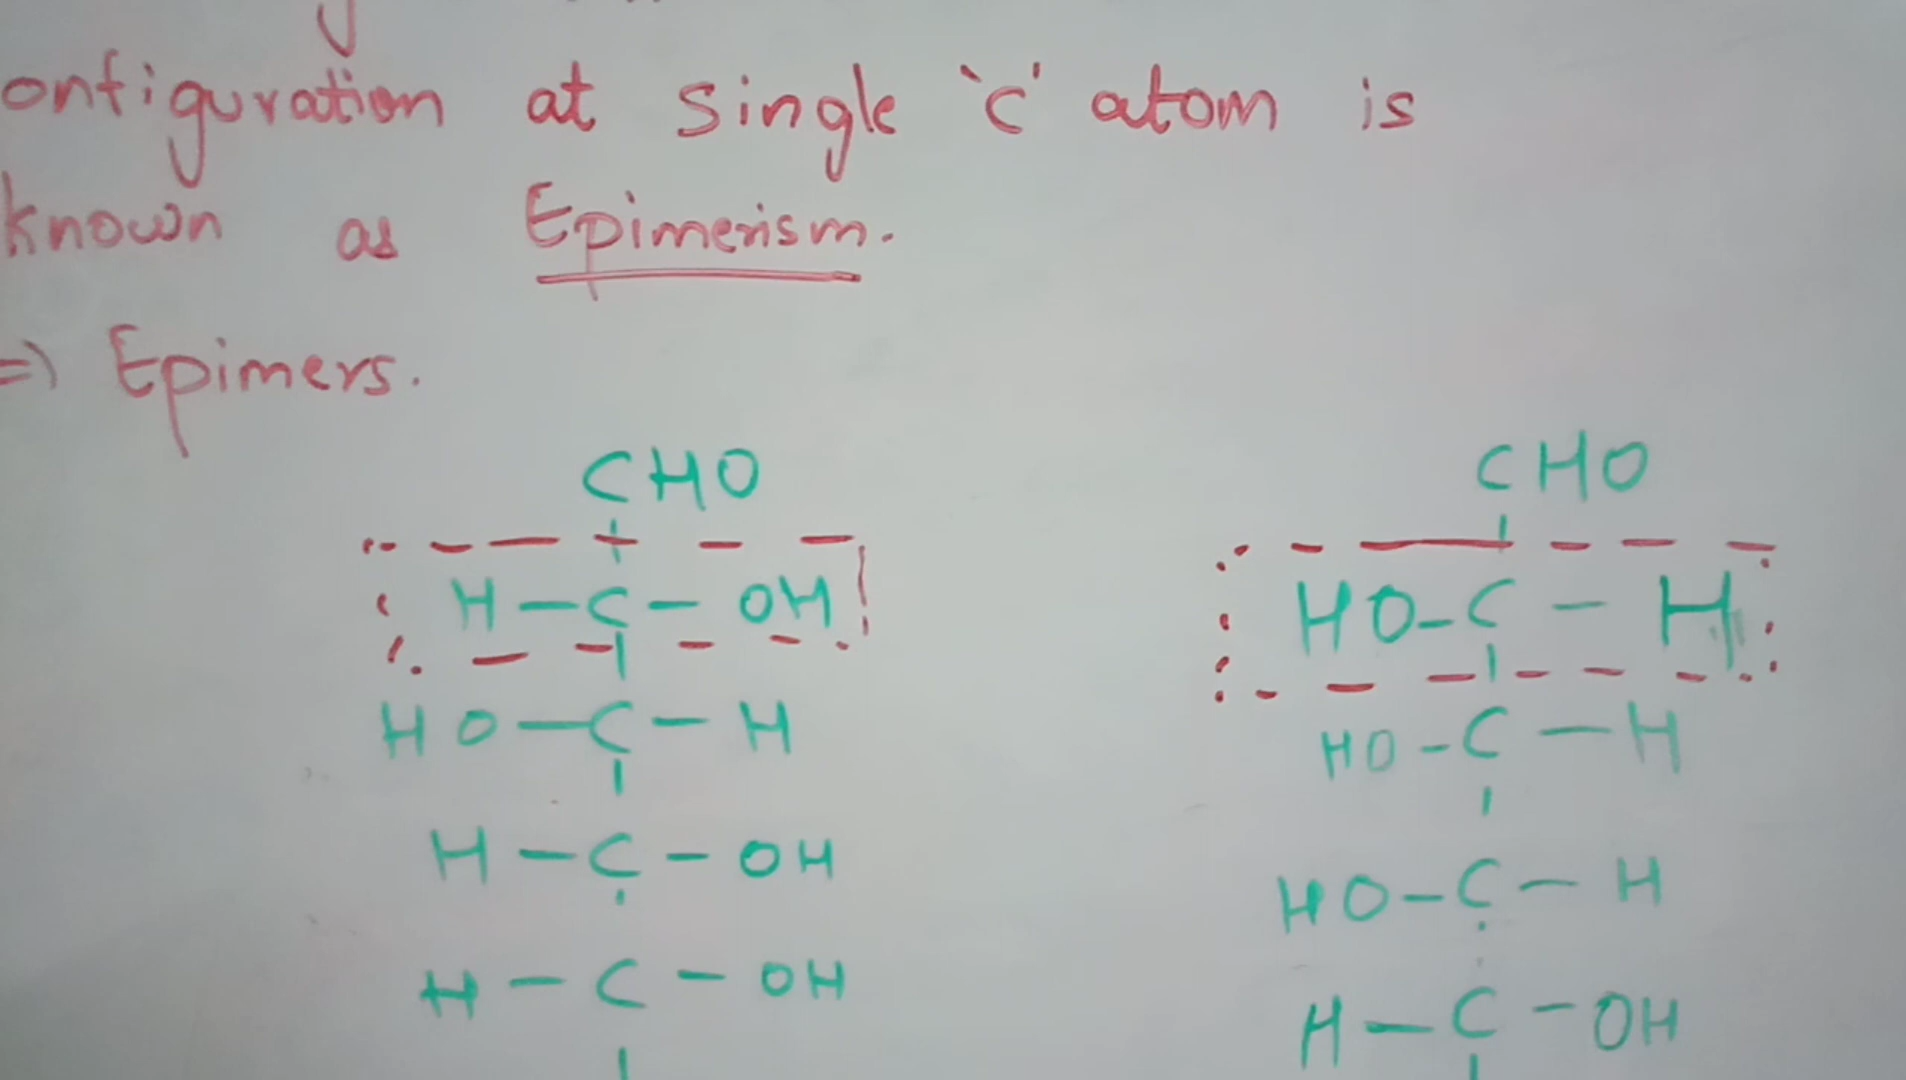 onfiguration at single 'c' atom is
known as Epimerism.
=) Epimers.
CHO CHO
H-C-OH HO-C-H
HO-C-H HO-C-H
H-C-OH HO-C-H
H-C-OH H-C-OH